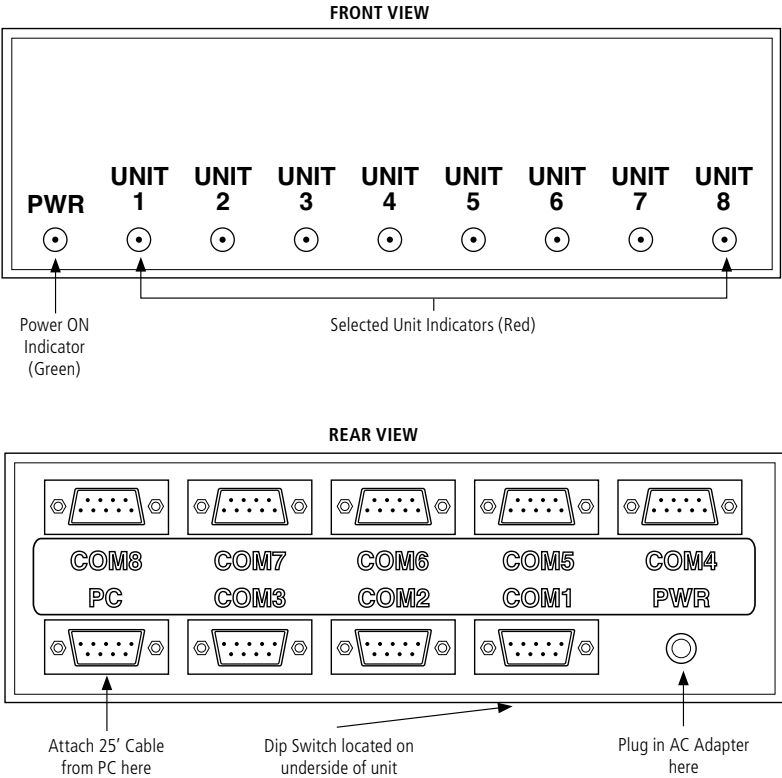 FRONT VIEW
PWR
UNIT 1
UNIT 2
UNIT 3
UNIT 4
UNIT 5
UNIT 6
UNIT 7
UNIT 8
Power ON
Indicator
(Green)
Selected Unit Indicators (Red)
REAR VIEW
COM8 COM7 COM6 COM5 COM4
PC COM3 COM2 COM1 PWR
Attach 25’ Cable
from PC here
Dip Switch located on
underside of unit
Plug in AC Adapter
here